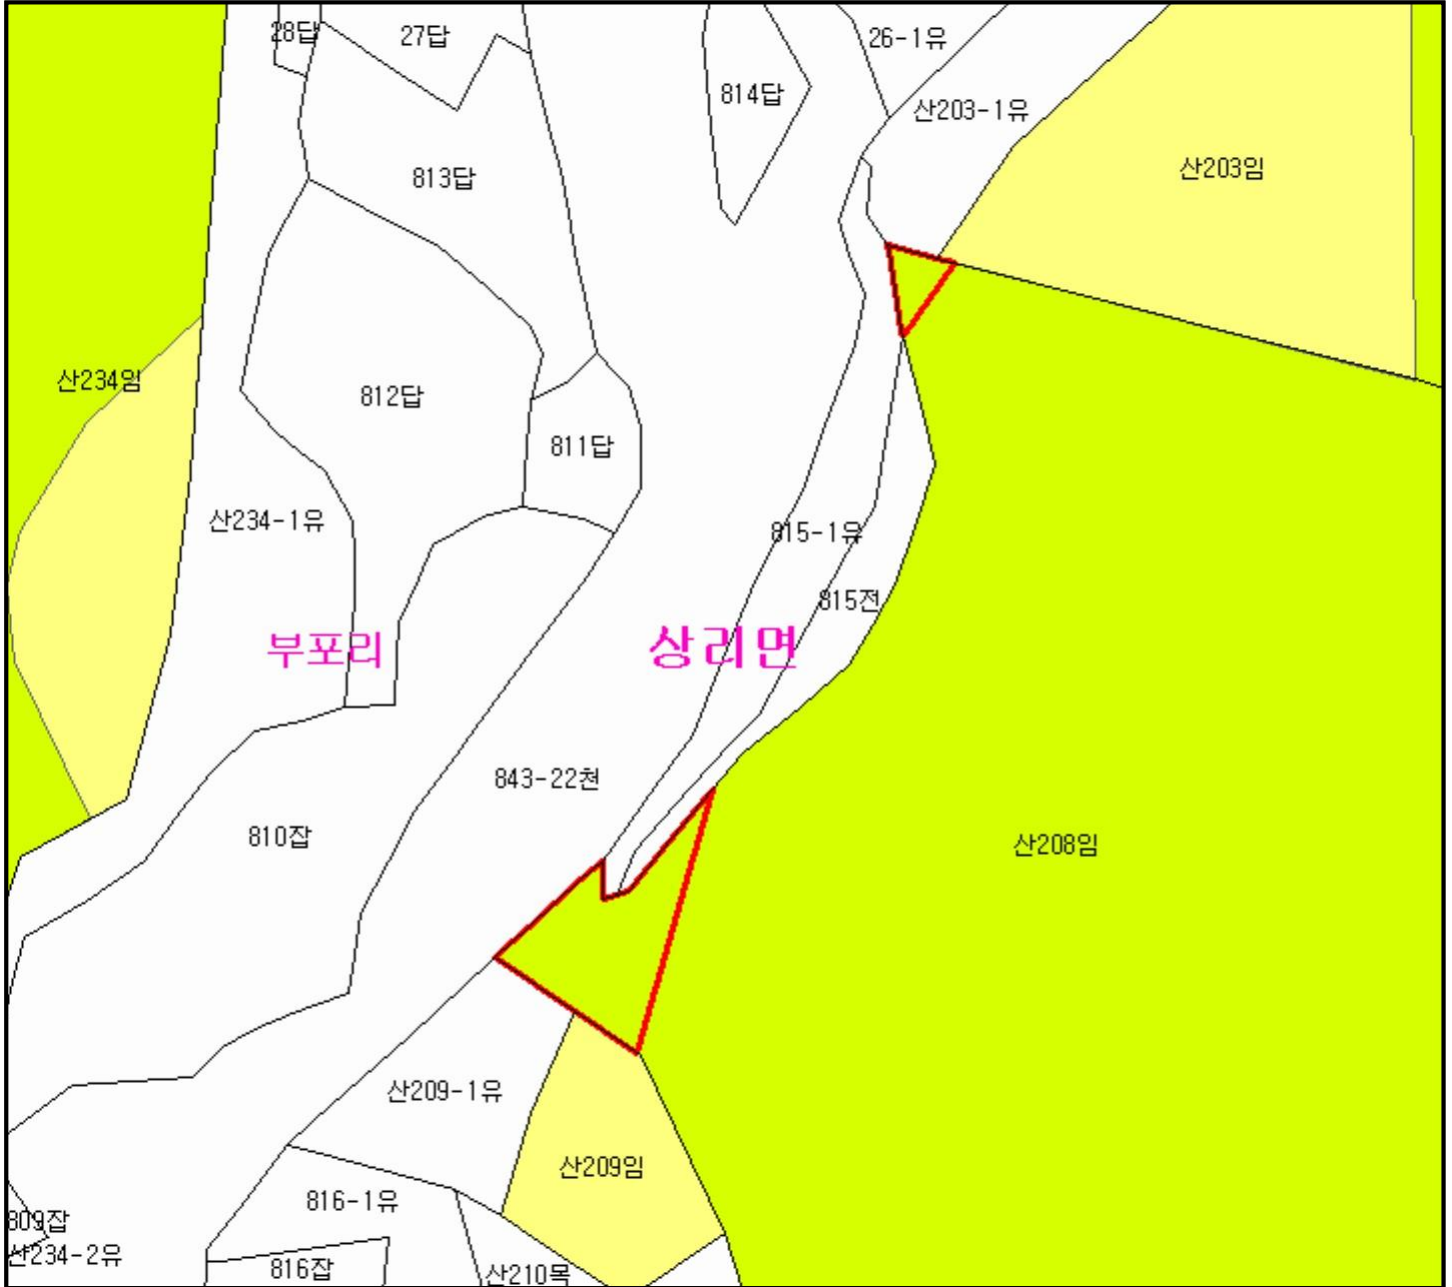 28답
27답
26-1유
814답
산203-1유
산203임
813답
산234임
812답
811답
산234-1유
815-1유
815전
부포리
상리면
843-22천
810잡
산208임
산209-1유
산209임
816-1유
809잡
산234-2유
816잡
산210목